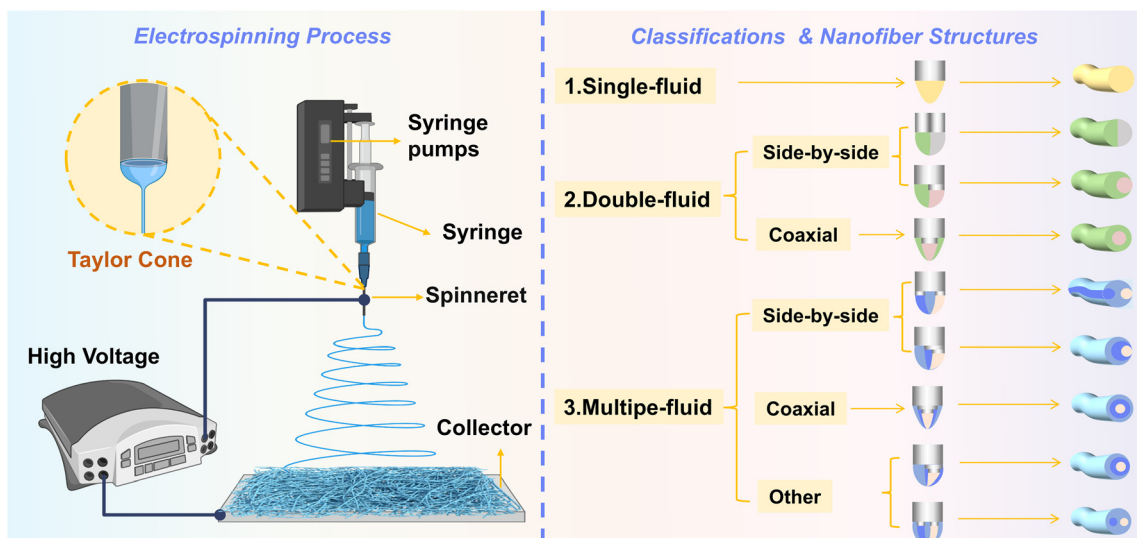 Electrospinning Process
Syringe
pumps
Syringe
Taylor Cone
Spinneret
High Voltage
Collector
Classifications & Nanofiber Structures
1.Single-fluid
Side-by-side
2.Double-fluid
Coaxial
Side-by-side
3.Multipe-fluid
Coaxial
Other